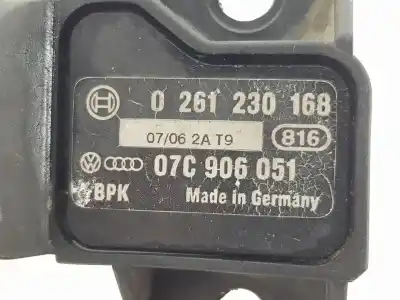 0 261 230 168
07/06 2A T9 816
07C 906 051
BPK Made in Germany